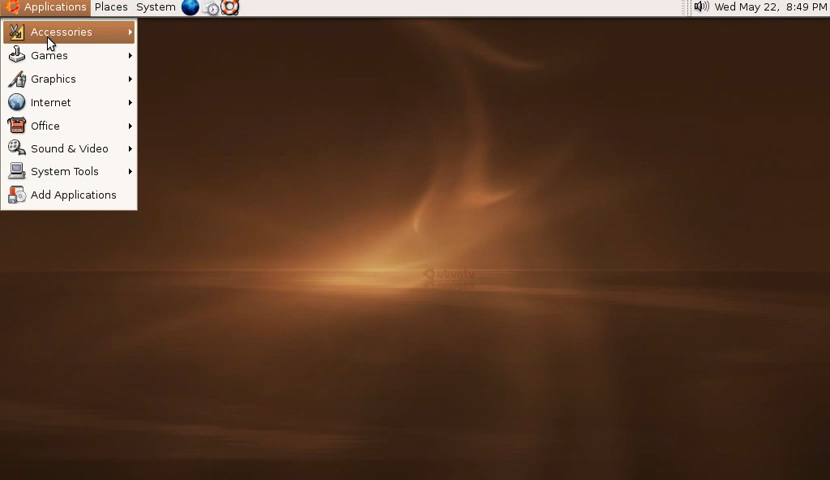 Applications Places System Wed May 22, 8:49 PM
Accessories
Games
Graphics
Internet
Office
Sound & Video
System Tools
Add Applications
ubuntu